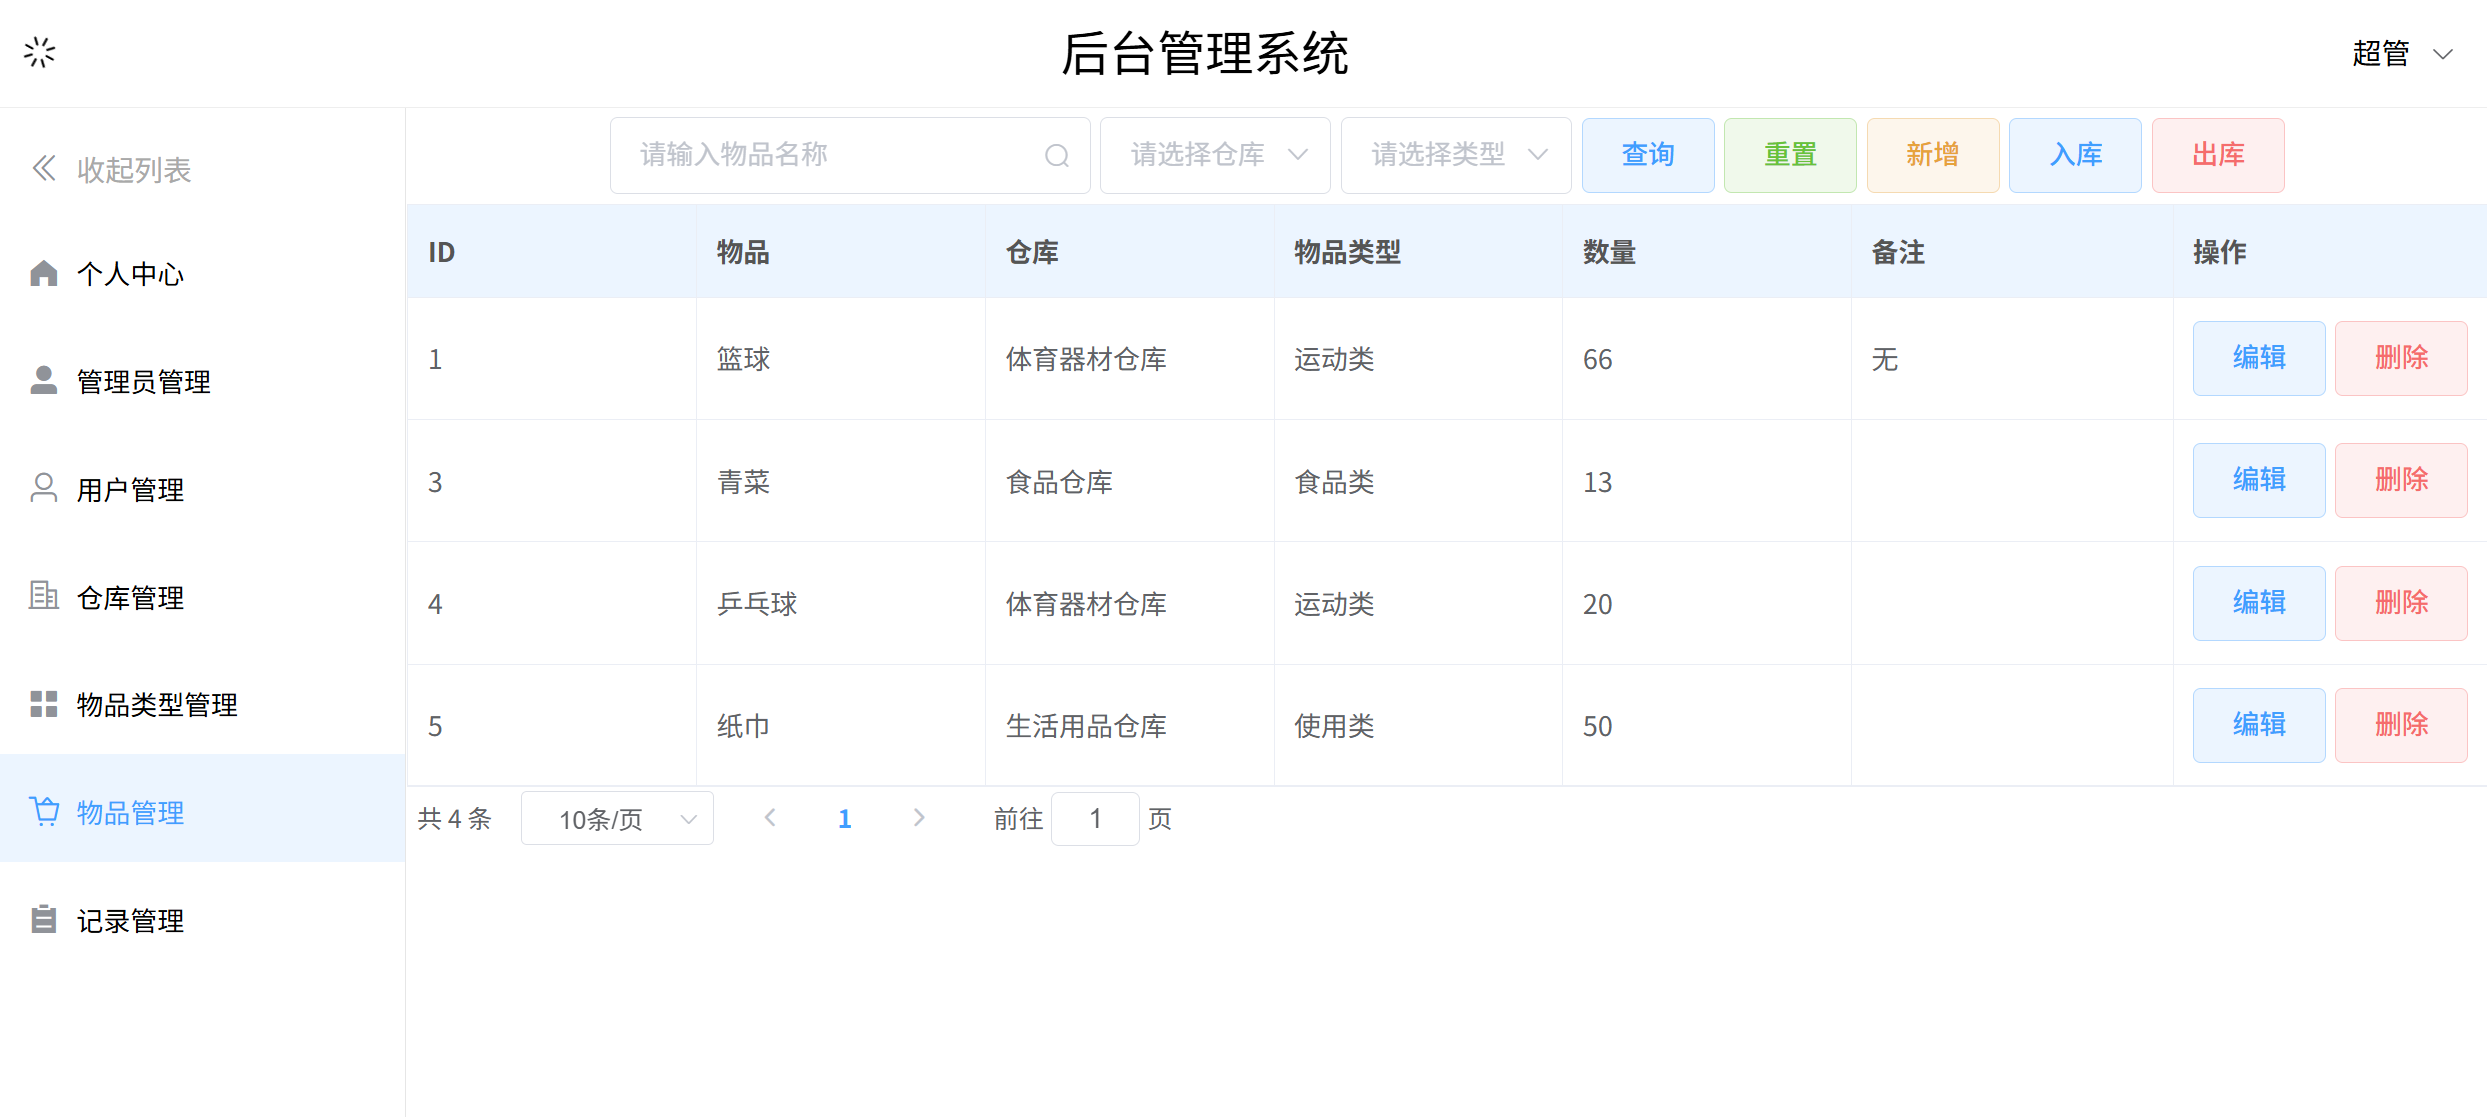 后台管理系统
超管
收起列表
个人中心
管理员管理
用户管理
仓库管理
物品类型管理
物品管理
记录管理
请输入物品名称 请选择仓库 请选择类型 查询 重置 新增 入库 出库
ID 物品 仓库 物品类型 数量 备注 操作
1 篮球 体育器材仓库 运动类 66 无 编辑 删除
3 青菜 食品仓库 食品类 13 编辑 删除
4 乒乓球 体育器材仓库 运动类 20 编辑 删除
5 纸巾 生活用品仓库 使用类 50 编辑 删除
共 4 条 10条/页 1 前往 1 页